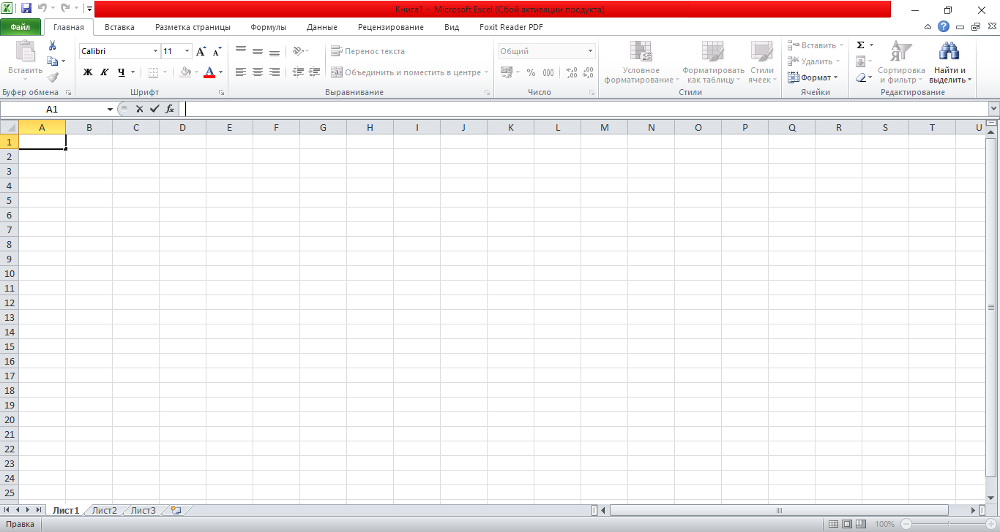 Книга1 - Microsoft Excel (Сбой активации продукта)
Файл Главная Вставка Разметка страницы Формулы Данные Рецензирование Вид Foxit Reader PDF
Вставить
Буфер обмена
Calibri 11
Ж К Ч А
Шрифт
Перенос текста
Объединить и поместить в центре
Выравнивание
Общий
% 000 ,00 ,00
Число
Условное форматирование
Форматировать как таблицу
Стили ячеек
Стили
Вставить
Удалить
Формат
Ячейки
Σ
Сортировка и фильтр
Найти и выделить
Редактирование
A1 fx
A B C D E F G H I J K L M N O P Q R S T U
1
2
3
4
5
6
7
8
9
10
11
12
13
14
15
16
17
18
19
20
21
22
23
24
25
Лист1 Лист2 Лист3
Правка 100%